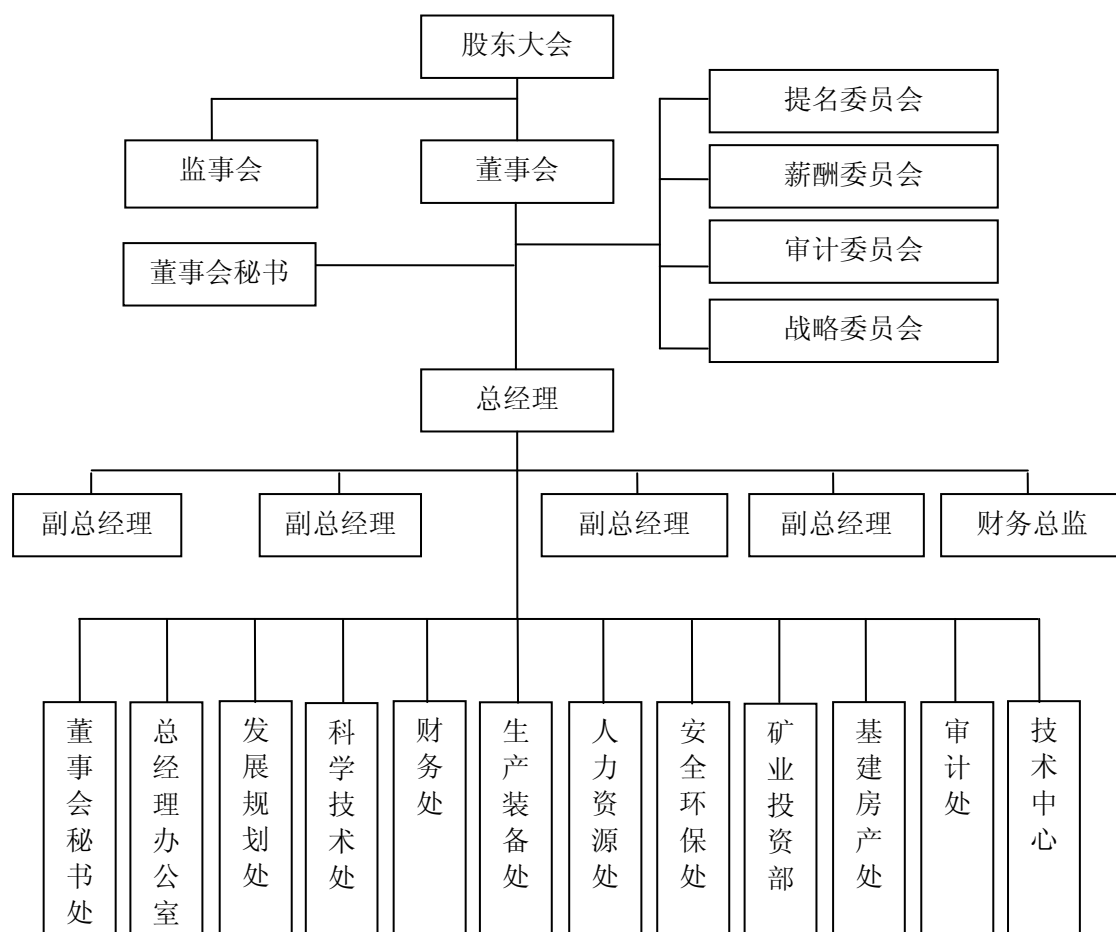 股东大会
提名委员会
监事会
董事会
薪酬委员会
董事会秘书
审计委员会
战略委员会
总经理
副总经理
副总经理
副总经理
副总经理
财务总监
董事会秘书处
总经理办公室
发展规划处
科学技术处
财务处
生产装备处
人力资源处
安全环保处
矿业投资部
基建房产处
审计处
技术中心